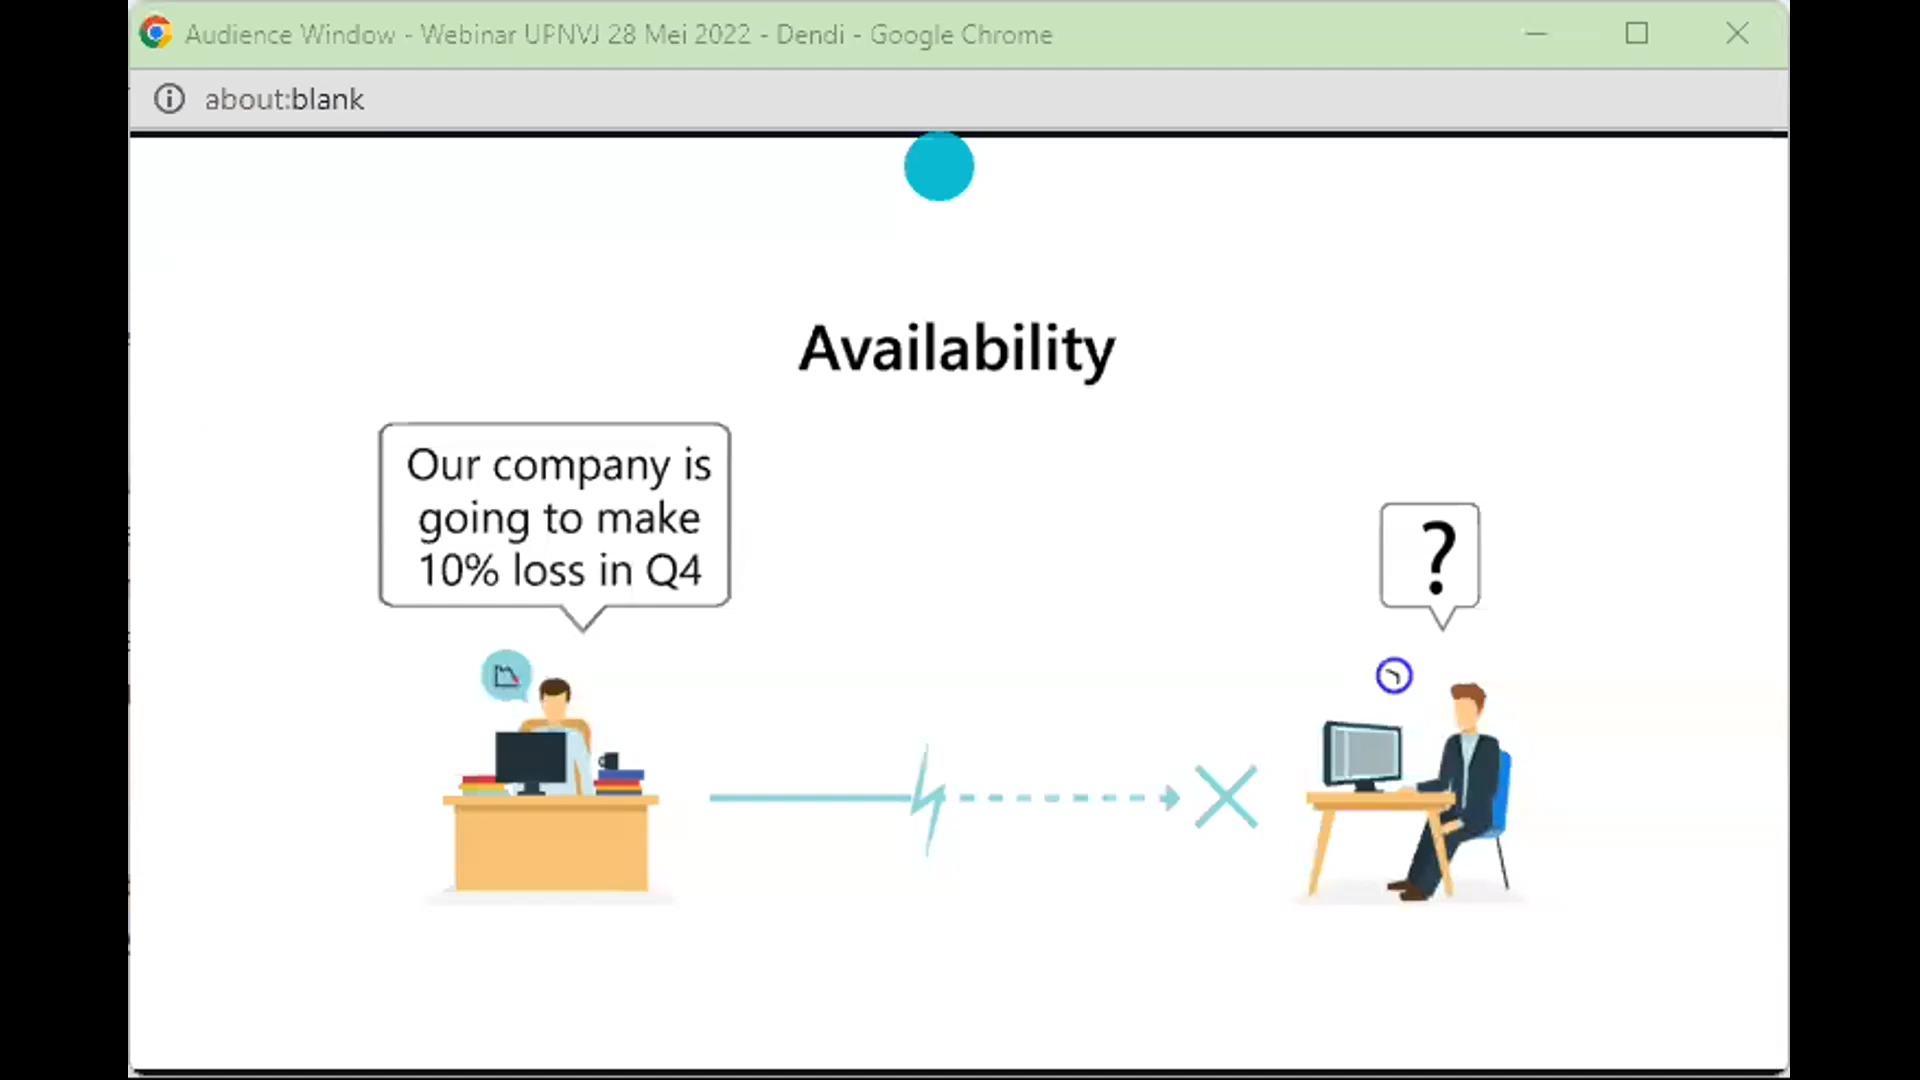 Audience Window - Webinar UPNVJ 28 Mei 2022 - Dendi - Google Chrome
about:blank
Availability
Our company is
going to make
10% loss in Q4
?